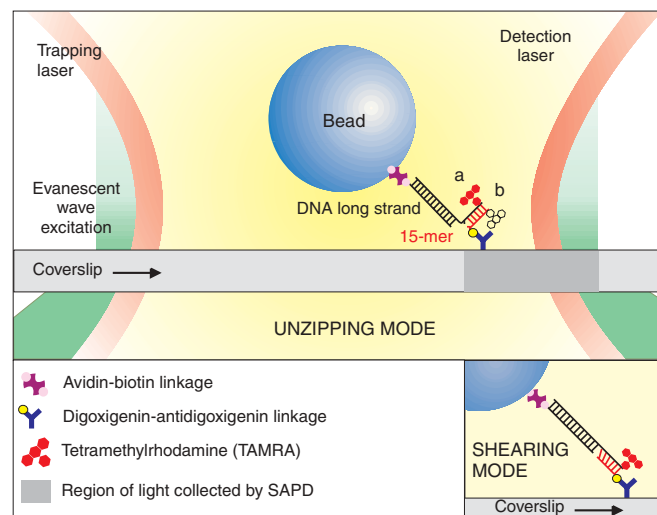 Trapping
laser
Detection
laser
Bead
a
b
Evanescent
wave
excitation
DNA long strand
15-mer
Coverslip
UNZIPPING MODE
Avidin-biotin linkage
Digoxigenin-antidigoxigenin linkage
Tetramethylrhodamine (TAMRA)
Region of light collected by SAPD
SHEARING
MODE
Coverslip